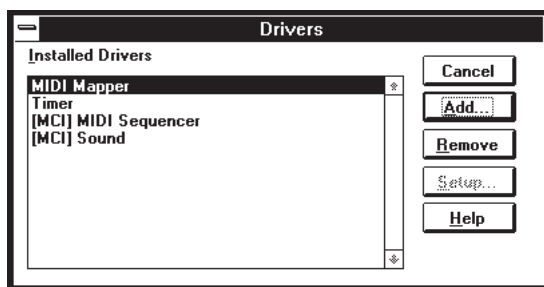 Drivers
Installed Drivers
MIDI Mapper
Timer
[MCI] MIDI Sequencer
[MCI] Sound
Cancel
Add...
Remove
Setup...
Help